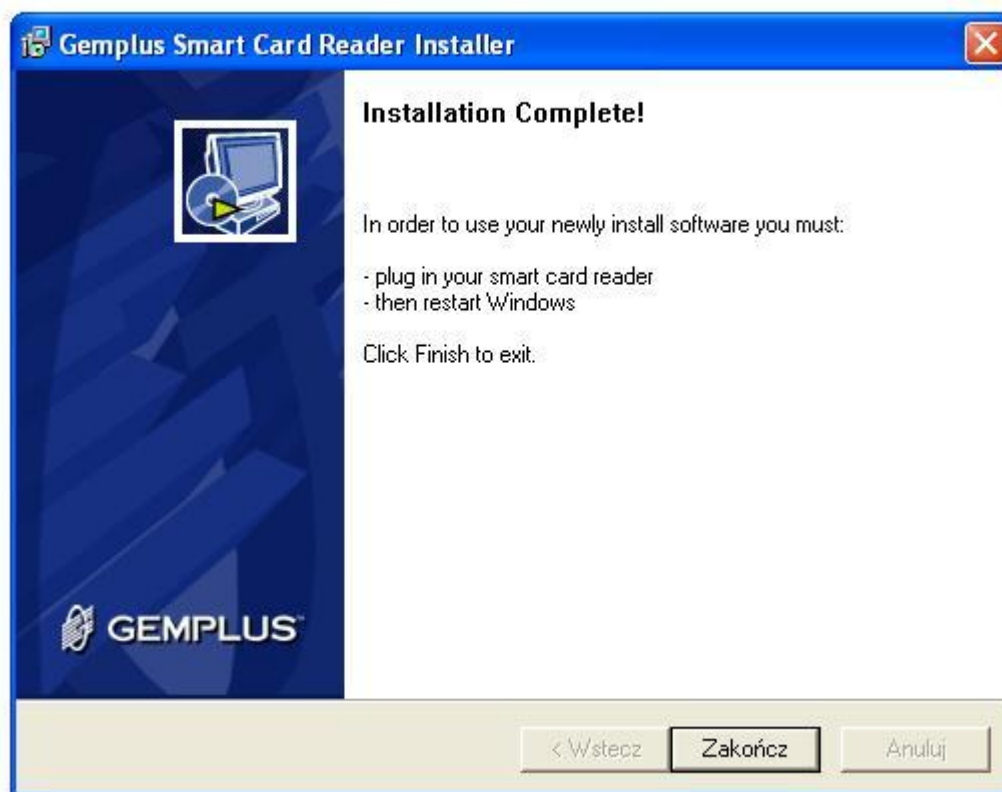 Gemplus Smart Card Reader Installer
Installation Complete!
In order to use your newly install software you must:
- plug in your smart card reader
- then restart Windows
Click Finish to exit.
GEMPLUS™
< Wstecz
Zakończ
Anuluj